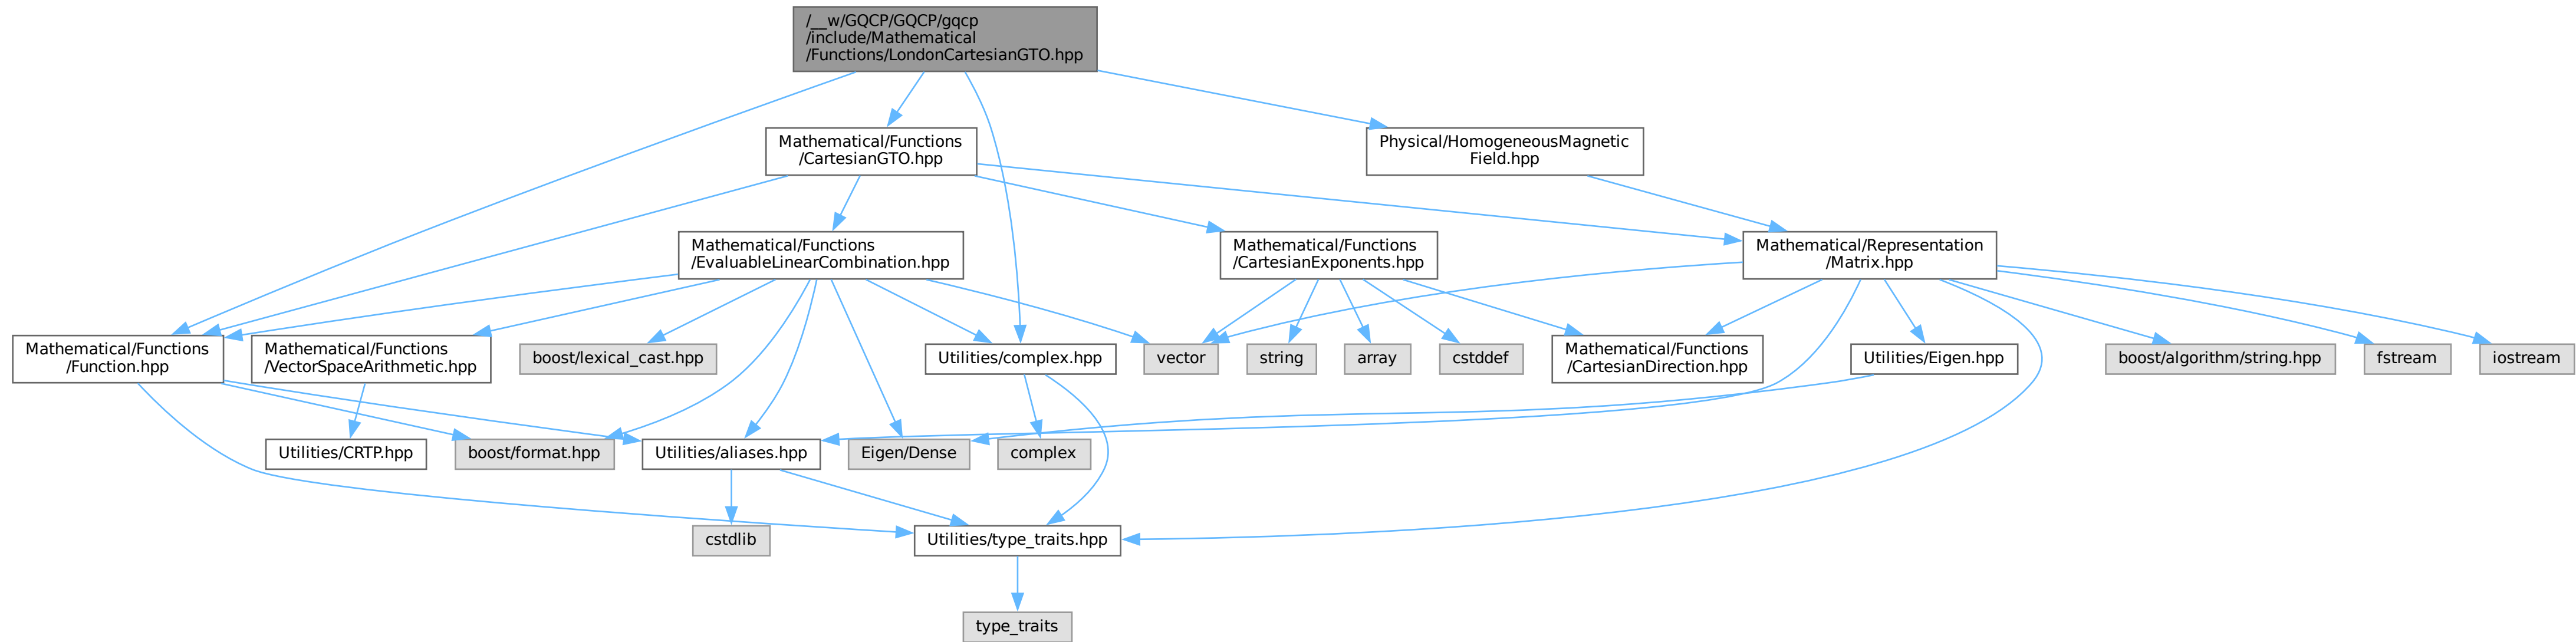 /__w/GQCP/GQCP/gqcp
/include/Mathematical
/Functions/LondonCartesianGTO.hpp
Mathematical/Functions
/CartesianGTO.hpp
Physical/HomogeneousMagnetic
Field.hpp
Mathematical/Functions
/EvaluableLinearCombination.hpp
Mathematical/Functions
/CartesianExponents.hpp
Mathematical/Representation
/Matrix.hpp
Mathematical/Functions
/Function.hpp
Mathematical/Functions
/VectorSpaceArithmetic.hpp
boost/lexical_cast.hpp
Utilities/complex.hpp
vector
string
array
cstddef
Mathematical/Functions
/CartesianDirection.hpp
Utilities/Eigen.hpp
boost/algorithm/string.hpp
fstream
iostream
Utilities/CRTP.hpp
boost/format.hpp
Utilities/aliases.hpp
Eigen/Dense
complex
cstdlib
Utilities/type_traits.hpp
type_traits